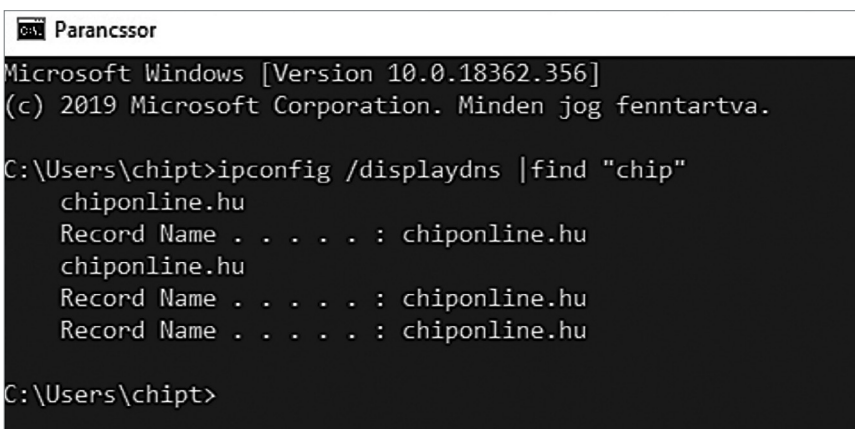 Parancssor
Microsoft Windows [Version 10.0.18362.356]
(c) 2019 Microsoft Corporation. Minden jog fenntartva.
C:\Users\chipt>ipconfig /displaydns |find "chip"
chiponline.hu
Record Name . . . . . : chiponline.hu
chiponline.hu
Record Name . . . . . : chiponline.hu
Record Name . . . . . : chiponline.hu
C:\Users\chipt>